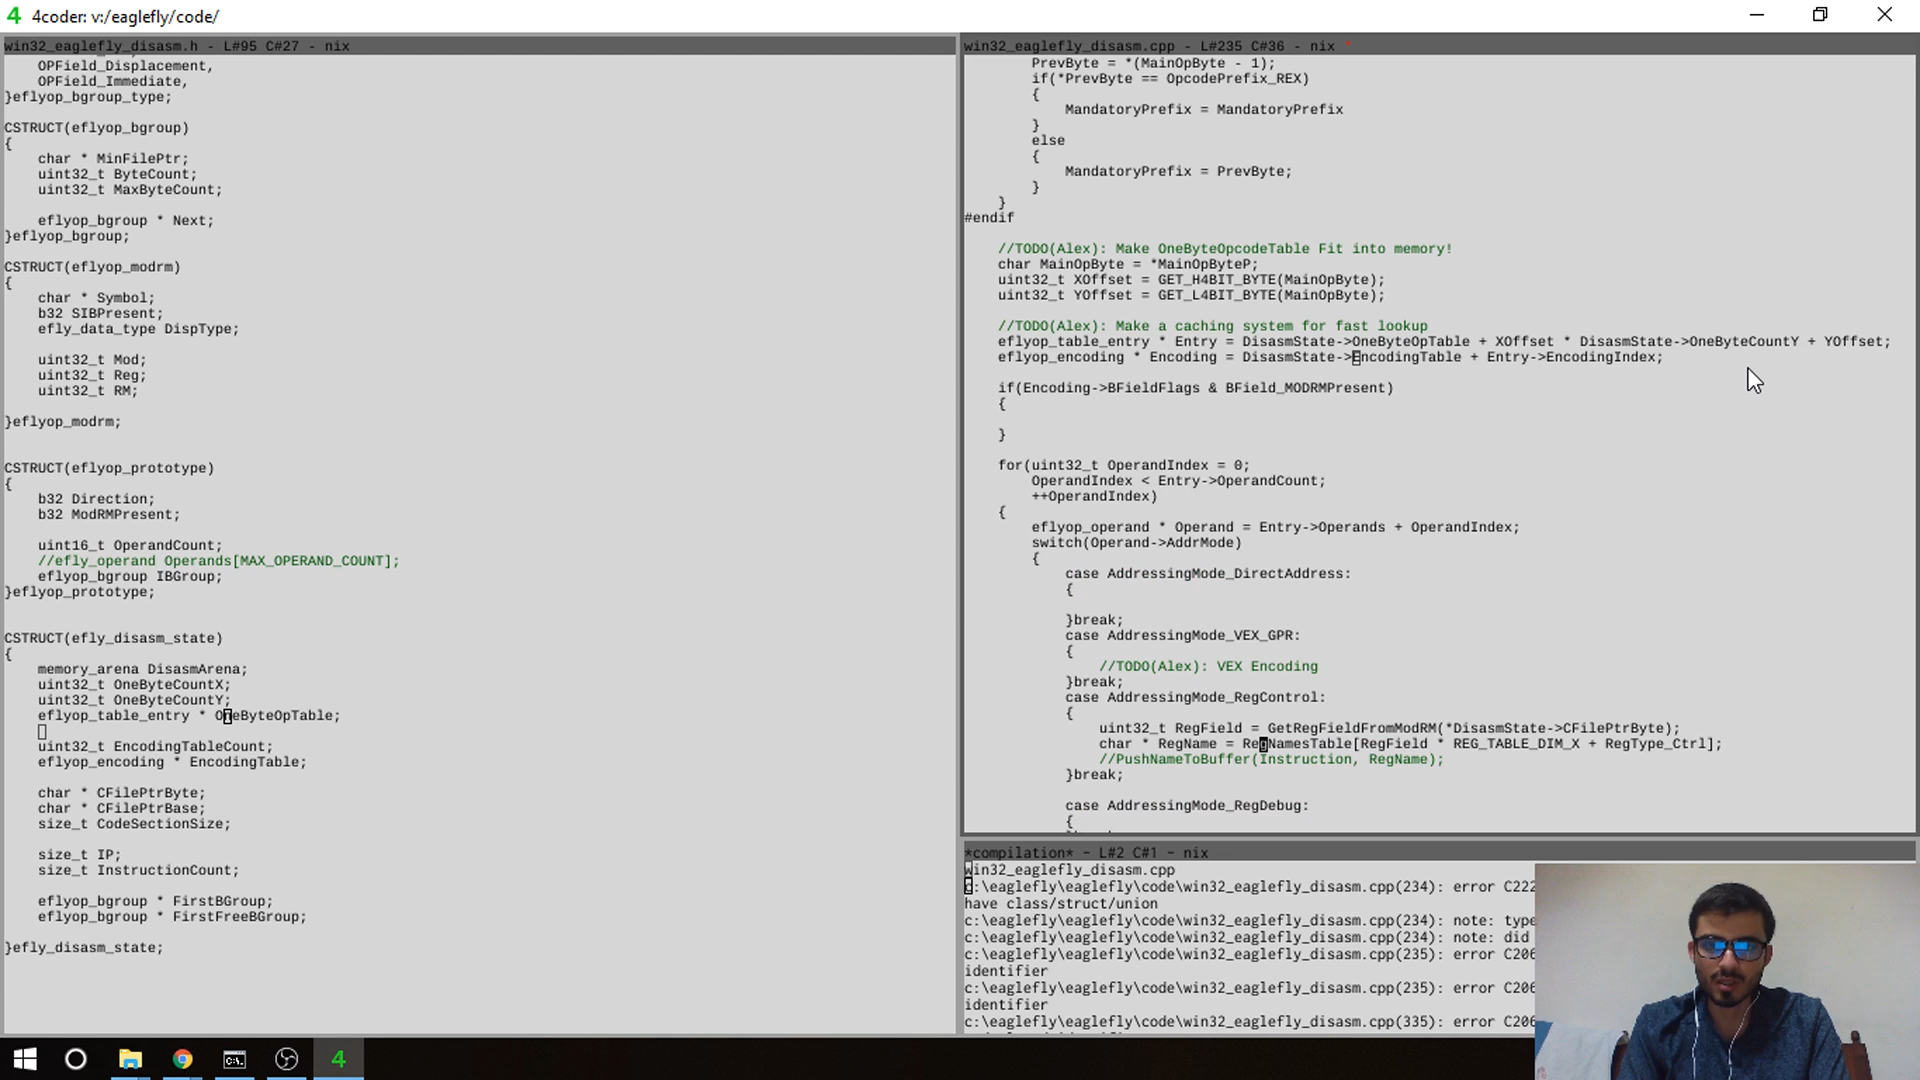 4 4coder: v:/eaglefly/code/
win32_eaglefly_disasm.h - L#95 C#27 - nix
OPField_Displacement,
OPField_Immediate,
}eflyop_bgroup_type;
CSTRUCT(eflyop_bgroup)
{
char * MinFilePtr;
uint32_t ByteCount;
uint32_t MaxByteCount;
eflyop_bgroup * Next;
}eflyop_bgroup;
CSTRUCT(eflyop_modrm)
{
char * Symbol;
b32 SIBPresent;
efly_data_type DispType;
uint32_t Mod;
uint32_t Reg;
uint32_t RM;
}eflyop_modrm;
CSTRUCT(eflyop_prototype)
{
b32 Direction;
b32 ModRMPresent;
uint16_t OperandCount;
//efly_operand Operands[MAX_OPERAND_COUNT];
eflyop_bgroup IBGroup;
}eflyop_prototype;
CSTRUCT(efly_disasm_state)
{
memory_arena DisasmArena;
uint32_t OneByteCountX;
uint32_t OneByteCountY;
eflyop_table_entry * OneByteOpTable;
uint32_t EncodingTableCount;
eflyop_encoding * EncodingTable;
char * CFilePtrByte;
char * CFilePtrBase;
size_t CodeSectionSize;
size_t IP;
size_t InstructionCount;
eflyop_bgroup * FirstBGroup;
eflyop_bgroup * FirstFreeBGroup;
}efly_disasm_state;
win32_eaglefly_disasm.cpp - L#235 C#36 - nix *
PrevByte = *(MainOpByte - 1);
if(*PrevByte == OpcodePrefix_REX)
{
MandatoryPrefix = MandatoryPrefix
}
else
{
MandatoryPrefix = PrevByte;
}
}
#endif
//TODO(Alex): Make OneByteOpcodeTable Fit into memory!
char MainOpByte = *MainOpByteP;
uint32_t XOffset = GET_H4BIT_BYTE(MainOpByte);
uint32_t YOffset = GET_L4BIT_BYTE(MainOpByte);
//TODO(Alex): Make a caching system for fast lookup
eflyop_table_entry * Entry = DisasmState->OneByteOpTable + XOffset * DisasmState->OneByteCountY + YOffset;
eflyop_encoding * Encoding = DisasmState->EncodingTable + Entry->EncodingIndex;
if(Encoding->BFieldFlags & BField_MODRMPresent)
{
}
for(uint32_t OperandIndex = 0;
OperandIndex < Entry->OperandCount;
++OperandIndex)
{
eflyop_operand * Operand = Entry->Operands + OperandIndex;
switch(Operand->AddrMode)
{
case AddressingMode_DirectAddress:
{
}break;
case AddressingMode_VEX_GPR:
{
//TODO(Alex): VEX Encoding
}break;
case AddressingMode_RegControl:
{
uint32_t RegField = GetRegFieldFromModRM(*DisasmState->CFilePtrByte);
char * RegName = RegNamesTable[RegField * REG_TABLE_DIM_X + RegType_Ctrl];
//PushNameToBuffer(Instruction, RegName);
}break;
case AddressingMode_RegDebug:
{
*compilation* - L#2 C#1 - nix
win32_eaglefly_disasm.cpp
c:\eaglefly\eaglefly\code\win32_eaglefly_disasm.cpp(234): error C222
have class/struct/union
c:\eaglefly\eaglefly\code\win32_eaglefly_disasm.cpp(234): note: type
c:\eaglefly\eaglefly\code\win32_eaglefly_disasm.cpp(234): note: did
c:\eaglefly\eaglefly\code\win32_eaglefly_disasm.cpp(235): error C206
identifier
c:\eaglefly\eaglefly\code\win32_eaglefly_disasm.cpp(235): error C206
identifier
c:\eaglefly\eaglefly\code\win32_eaglefly_disasm.cpp(335): error C206
4